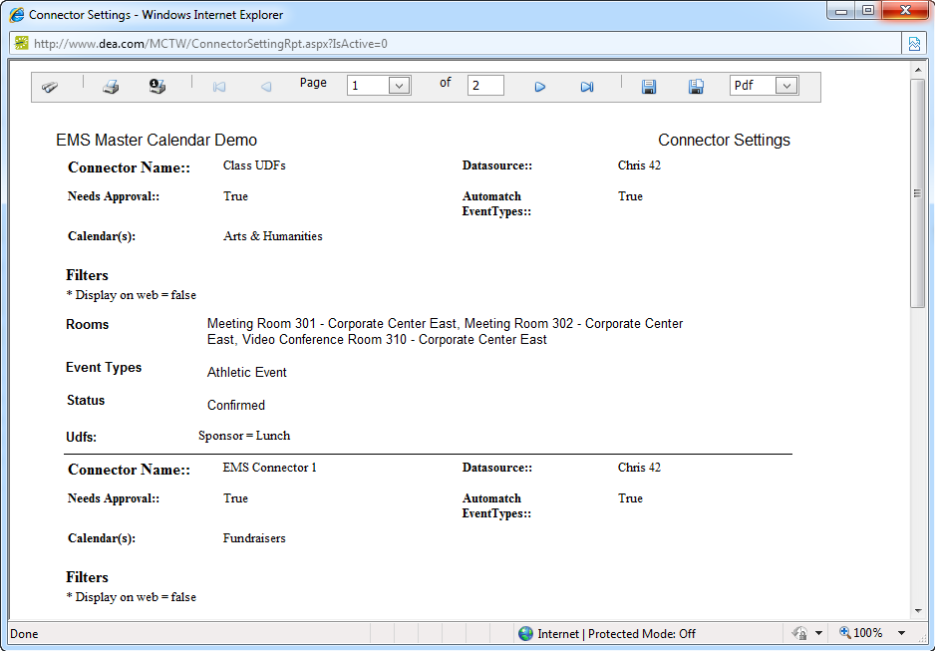 Connector Settings - Windows Internet Explorer
http://www.dea.com/MCTW/ConnectorSettingRpt.aspx?IsActive=0
Page 1 of 2 Pdf
EMS Master Calendar Demo Connector Settings
Connector Name:: Class UDFs Datasource:: Chris 42
Needs Approval:: True Automatch EventTypes:: True
Calendar(s): Arts & Humanities
Filters
* Display on web = false
Rooms Meeting Room 301 - Corporate Center East, Meeting Room 302 - Corporate Center
East, Video Conference Room 310 - Corporate Center East
Event Types Athletic Event
Status Confirmed
Udfs: Sponsor = Lunch
Connector Name:: EMS Connector 1 Datasource:: Chris 42
Needs Approval:: True Automatch EventTypes:: True
Calendar(s): Fundraisers
Filters
* Display on web = false
Done Internet | Protected Mode: Off 100%